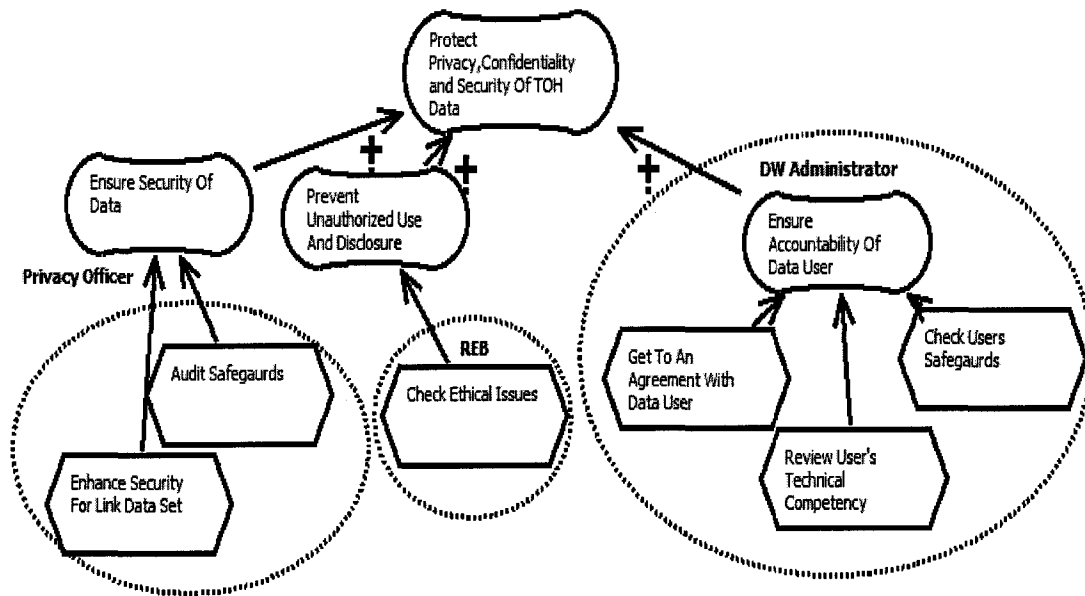 Protect
Privacy,Confidentiality
and Security Of TOH
Data
Ensure Security Of
Data
Prevent
Unauthorized Use
And Disclosure
DW Administrator
Ensure
Accountability Of
Data User
Privacy Officer
Audit Safegaurds
Enhance Security
For Link Data Set
REB
Check Ethical Issues
Get To An
Agreement With
Data User
Check Users
Safegaurds
Review User's
Technical
Competency